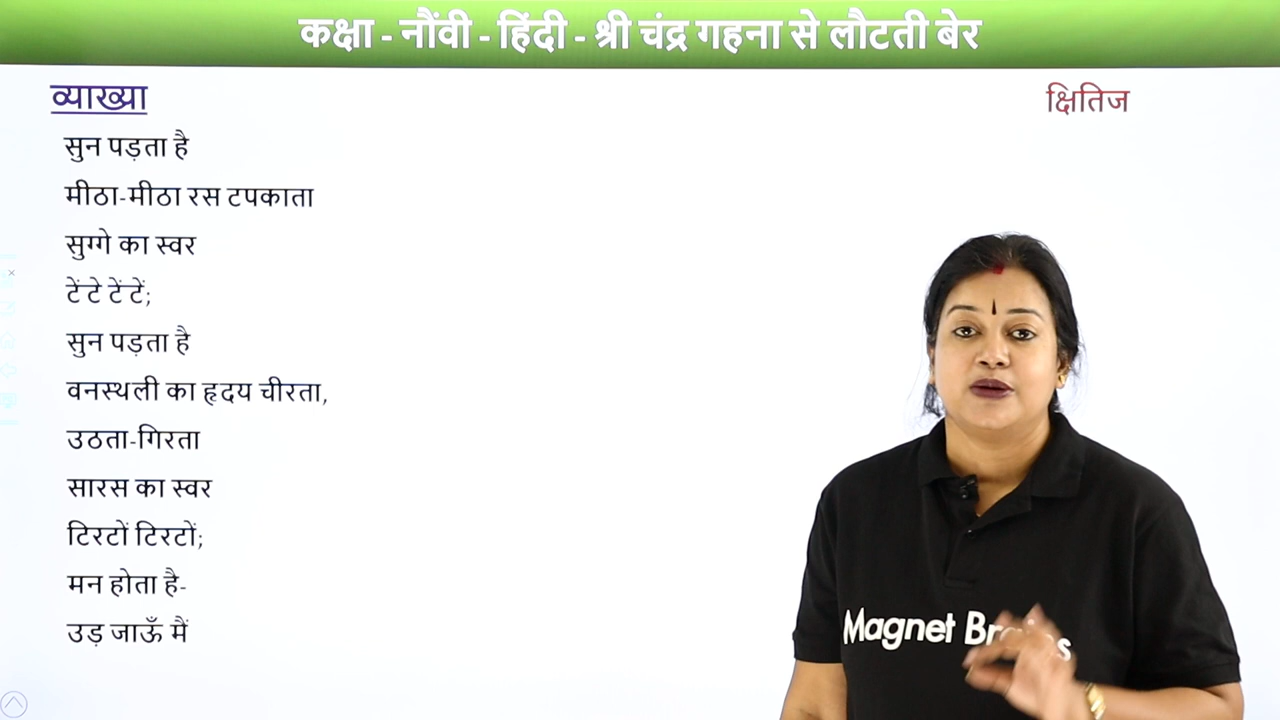 कक्षा - नौंवी - हिंदी - श्री चंद्र गहना से लौटती बेर
व्याख्या
क्षितिज
सुन पड़ता है
मीठा-मीठा रस टपकाता
सुग्गे का स्वर
टें टे टें टें;
सुन पड़ता है
वनस्थली का हृदय चीरता,
उठता-गिरता
सारस का स्वर
टिरटों टिरटों;
मन होता है-
उड़ जाऊँ मैं
Magnet